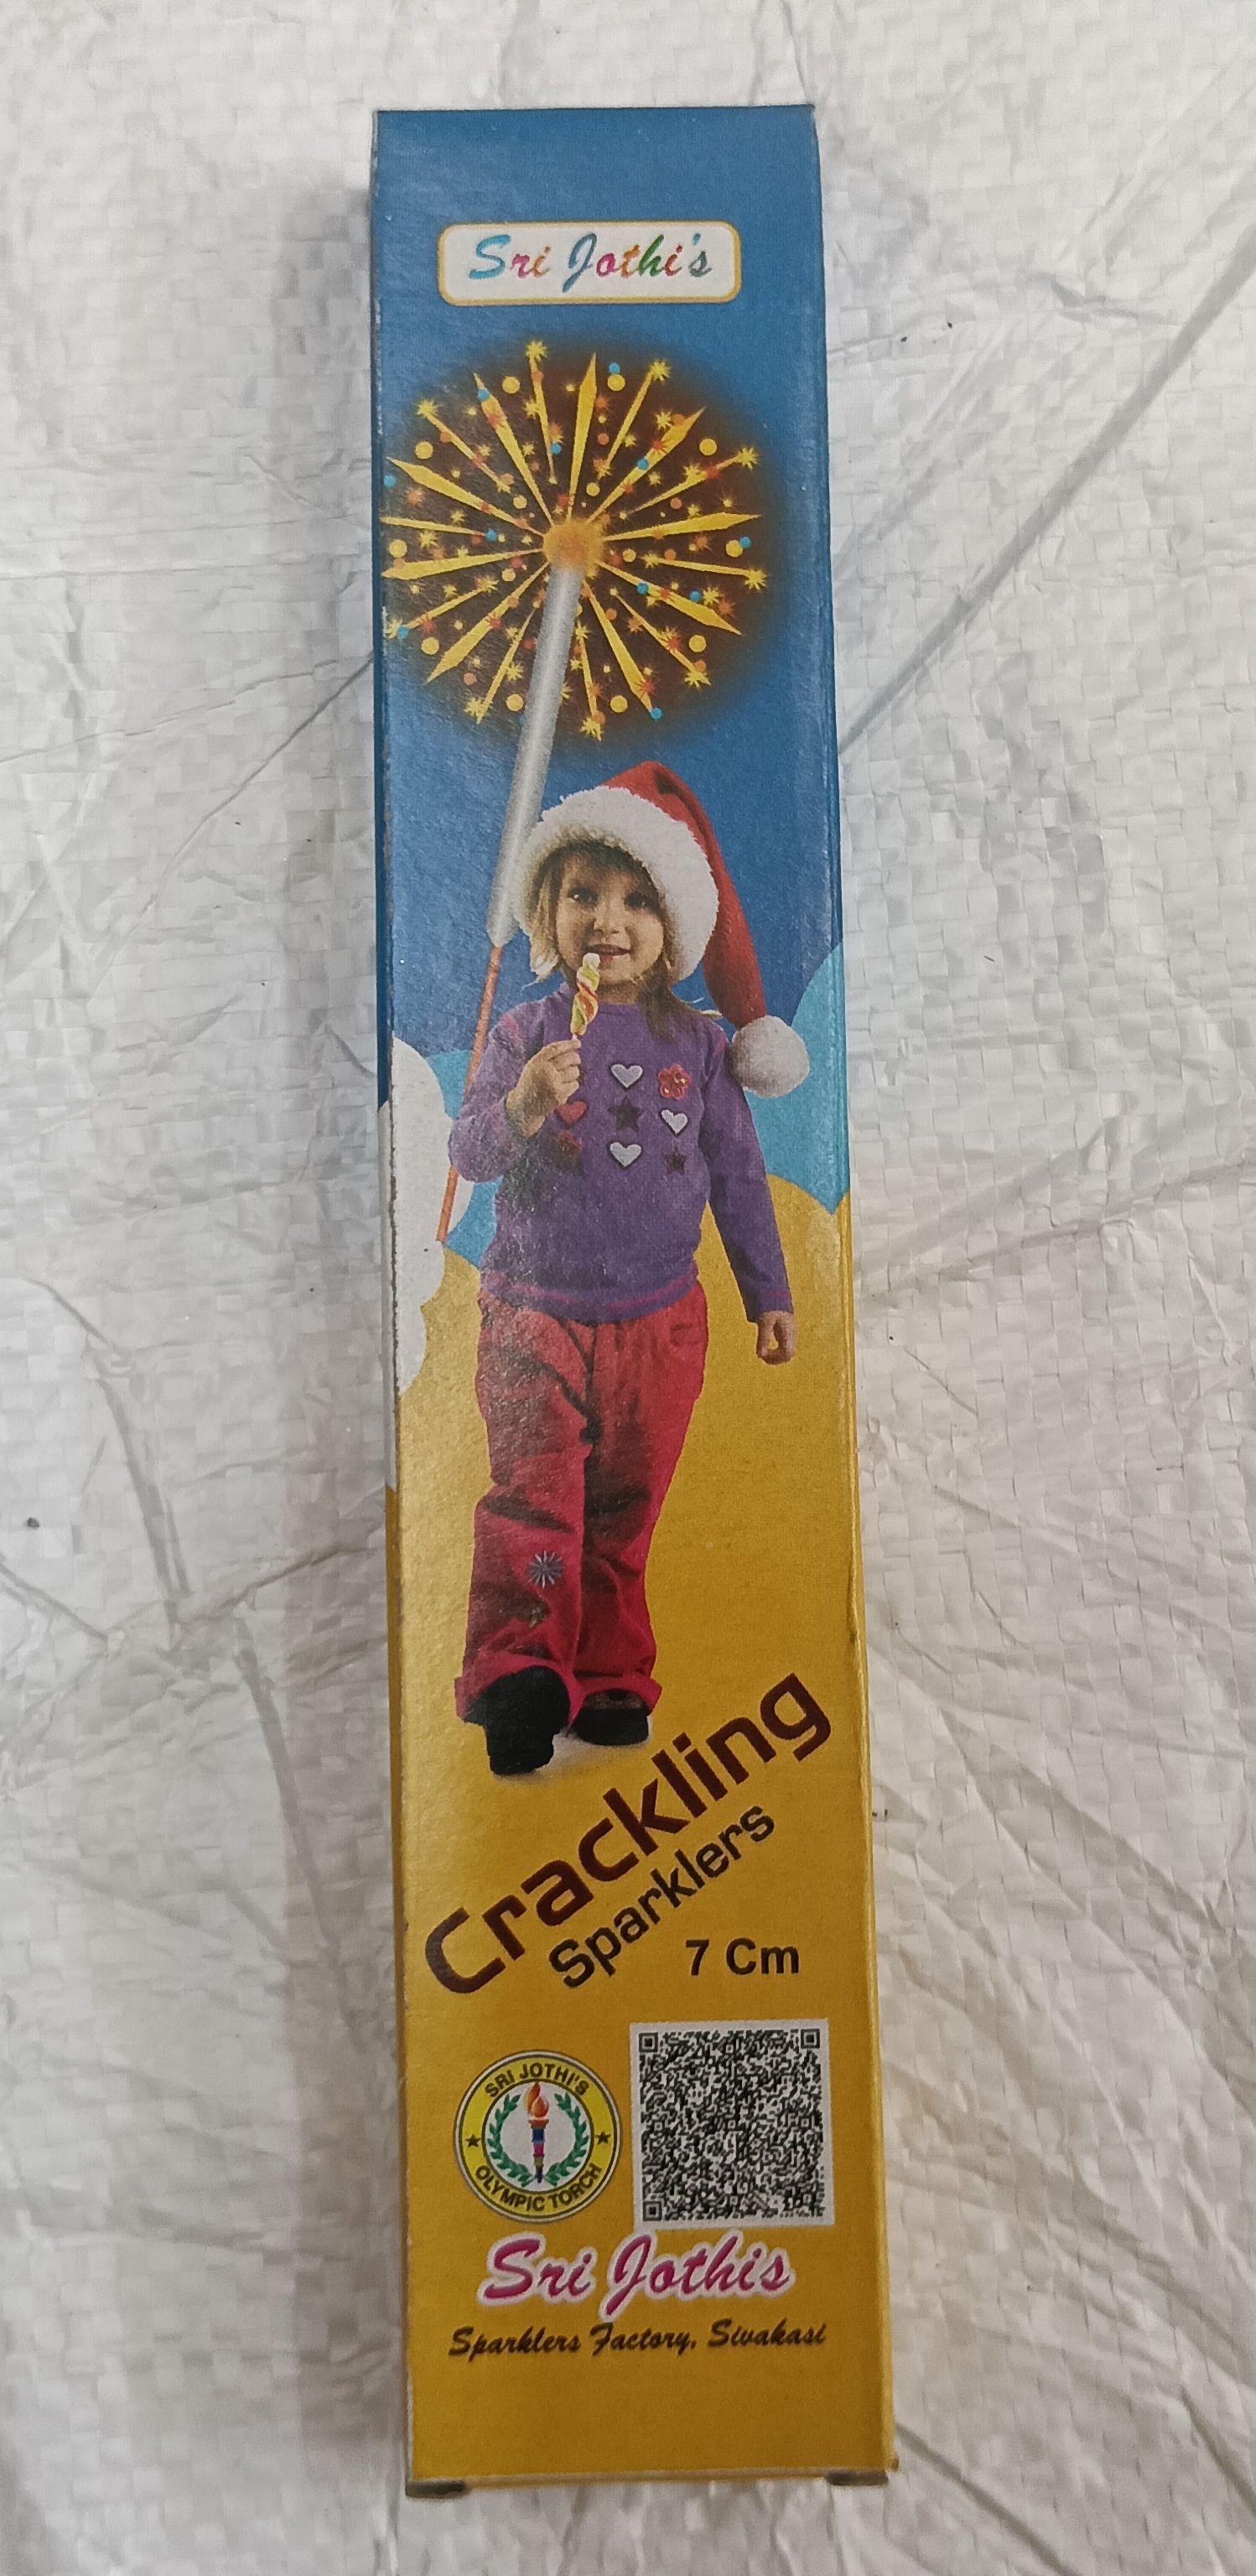 Sri Jothi's
Crackling
Sparklers
7 Cm
SRI JOTHI'S
OLYMPIC TORCH
Sri Jothis
Sparklers Factory, Sivakasi